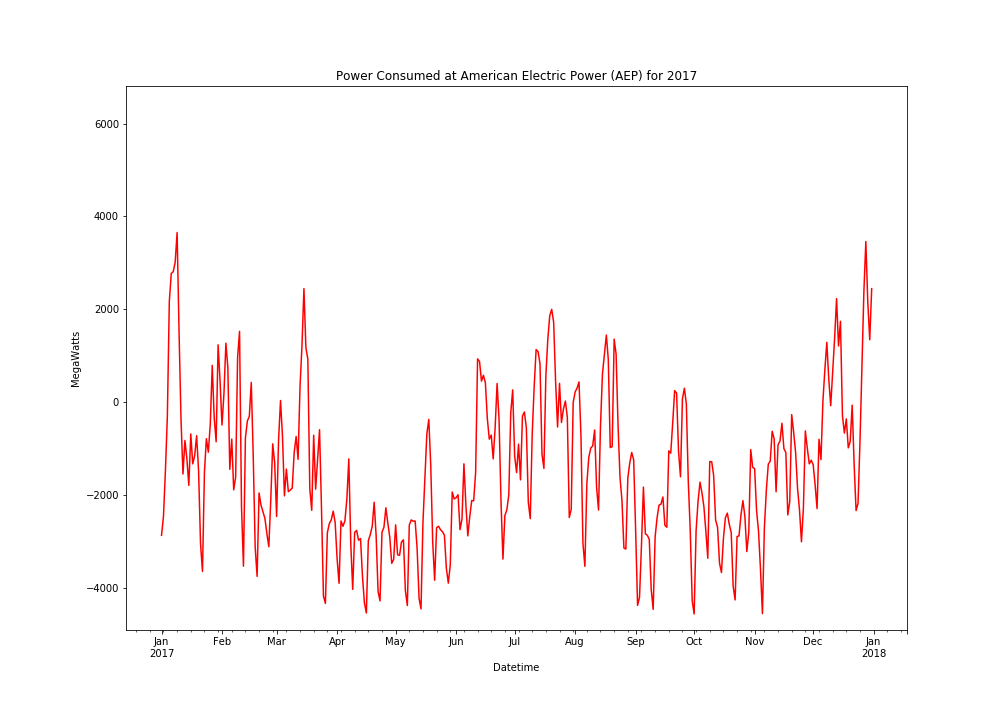 Power Consumed at American Electric Power (AEP) for 2017
6000
4000
2000
0
−2000
−4000
MegaWatts
Jan Feb Mar Apr May Jun Jul Aug Sep Oct Nov Dec Jan
2017 2018
Datetime